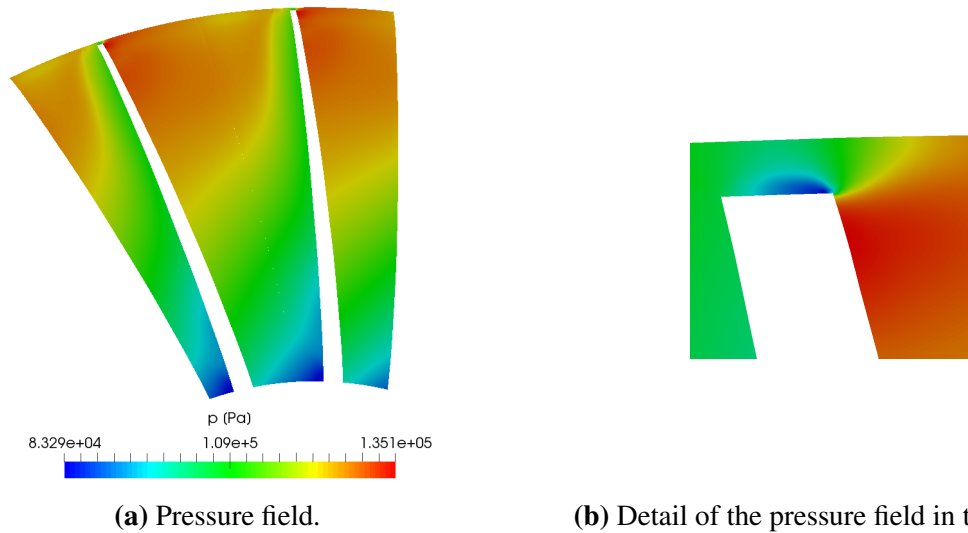 p [Pa]
8.329e+04 1.09e+5 1.351e+05
(a) Pressure field.
(b) Detail of the pressure field in t